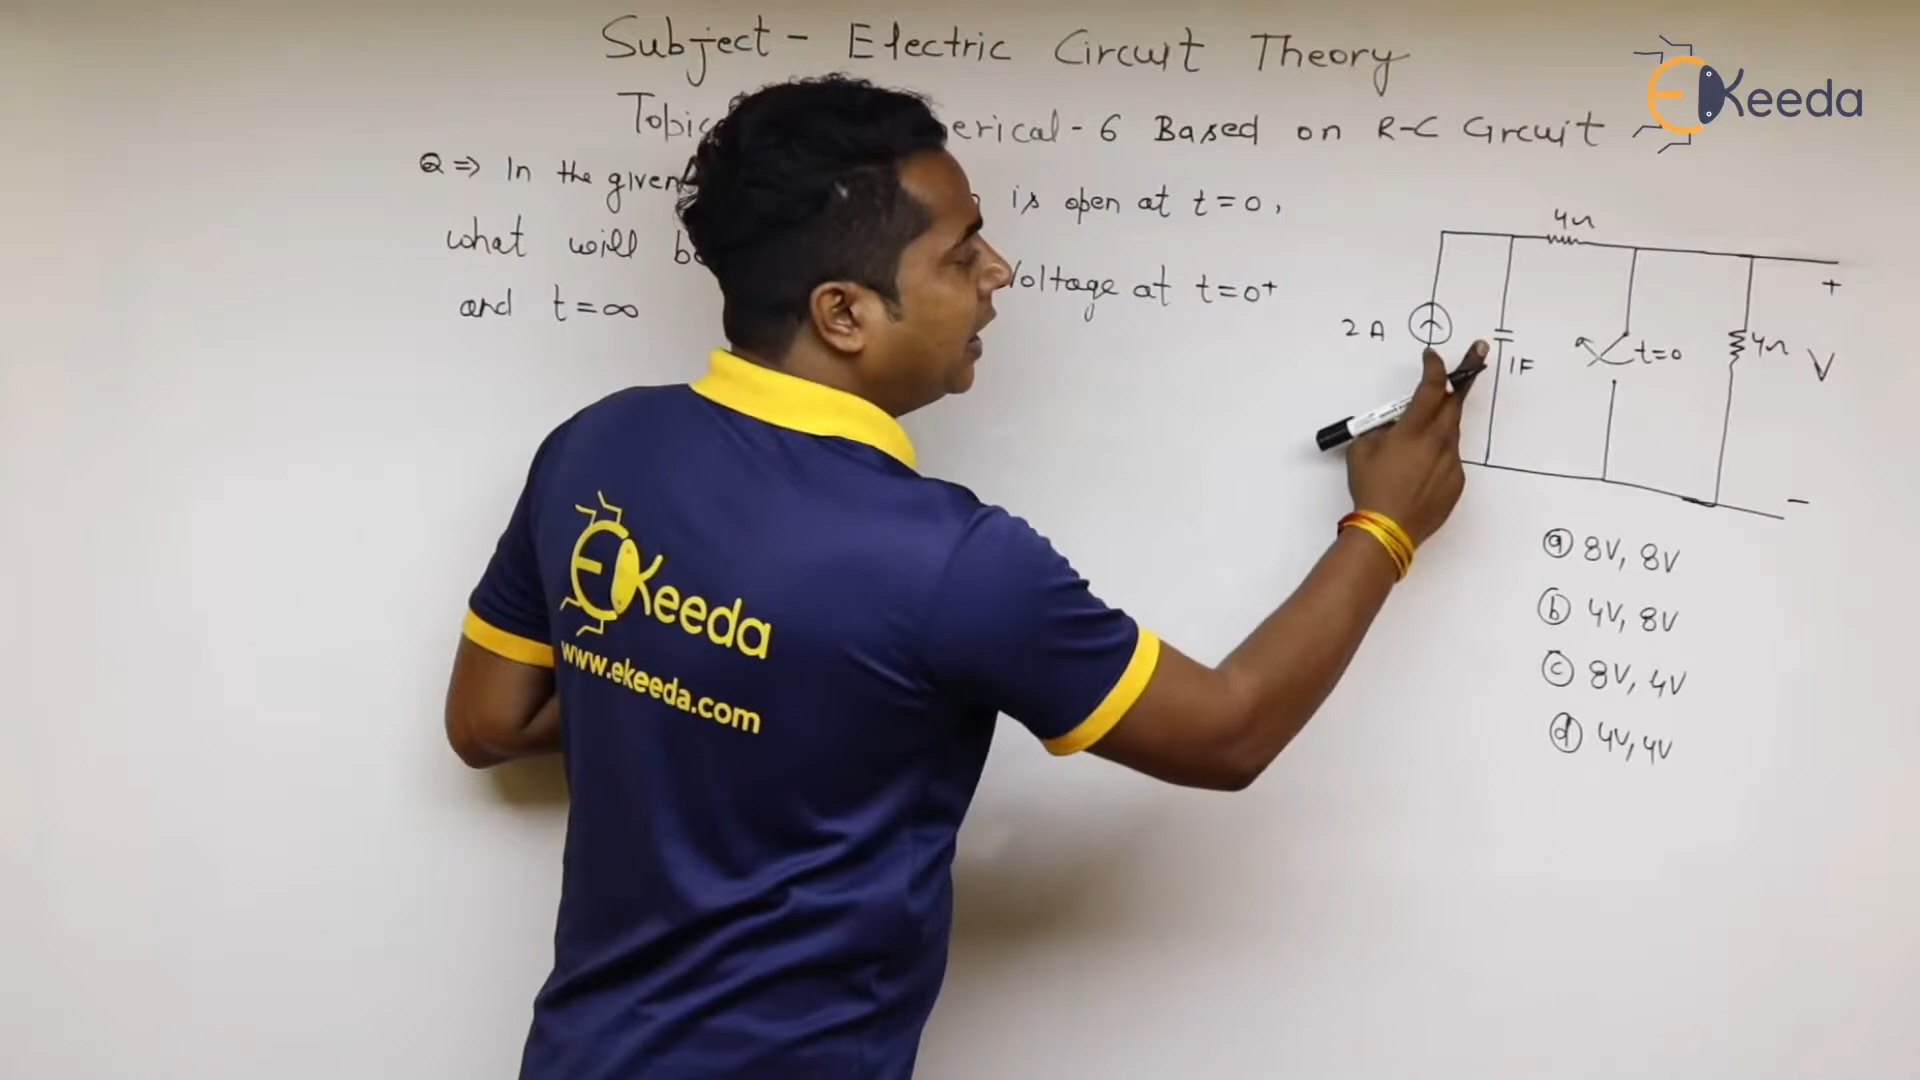 Subject - Electric Circuit Theory
Topic erical - 6 Based on R-C Circuit
Q => In the given is open at t=0,
what will b Voltage at t=0+
and t=∞
EKeeda
4Ω
2 A
1F
t=0
4Ω
V
+
-
ⓐ 8V, 8V
ⓑ 4V, 8V
ⓒ 8V, 4V
ⓓ 4V, 4V
EKeeda
www.ekeeda.com